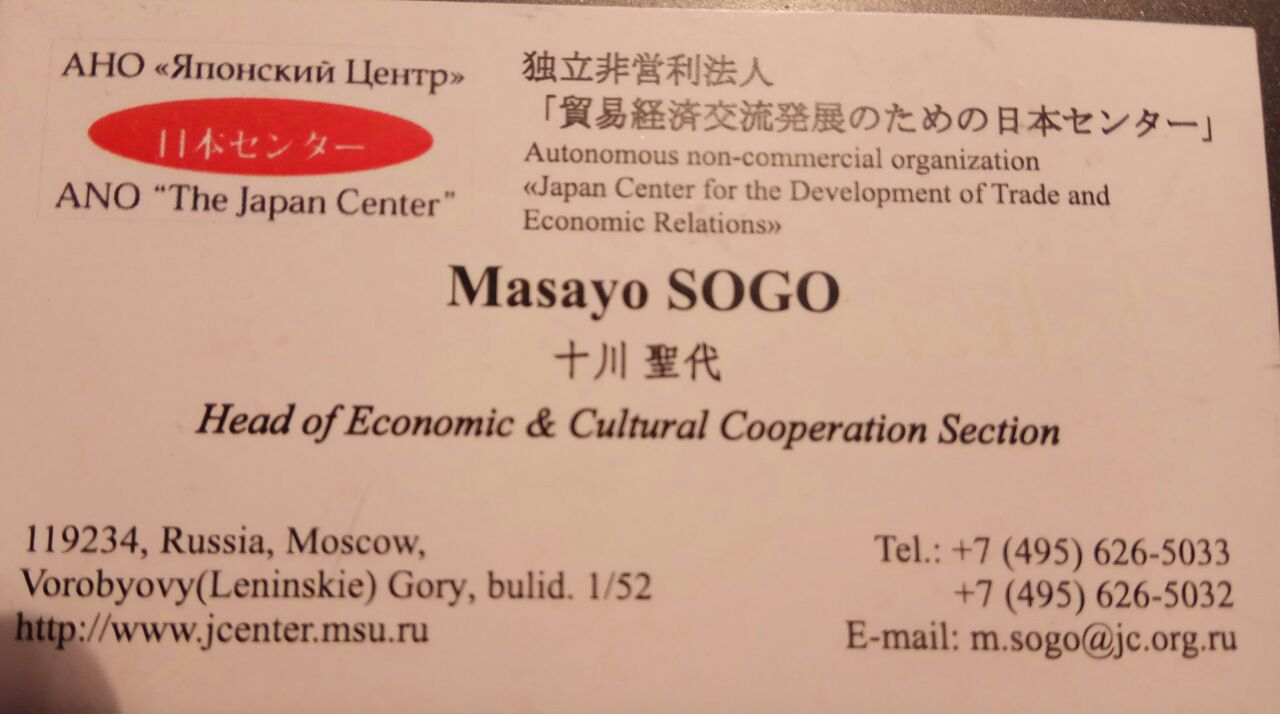 АНО «Японский Центр»
日本センター
ANO “The Japan Center”
独立非営利法人
「貿易経済交流発展のための日本センター」
Autonomous non-commercial organization
«Japan Center for the Development of Trade and
Economic Relations»
Masayo SOGO
十川 聖代
Head of Economic & Cultural Cooperation Section
119234, Russia, Moscow,
Vorobyovy(Leninskie) Gory, bulid. 1/52
http://www.jcenter.msu.ru
Tel.: +7 (495) 626-5033
+7 (495) 626-5032
E-mail: m.sogo@jc.org.ru